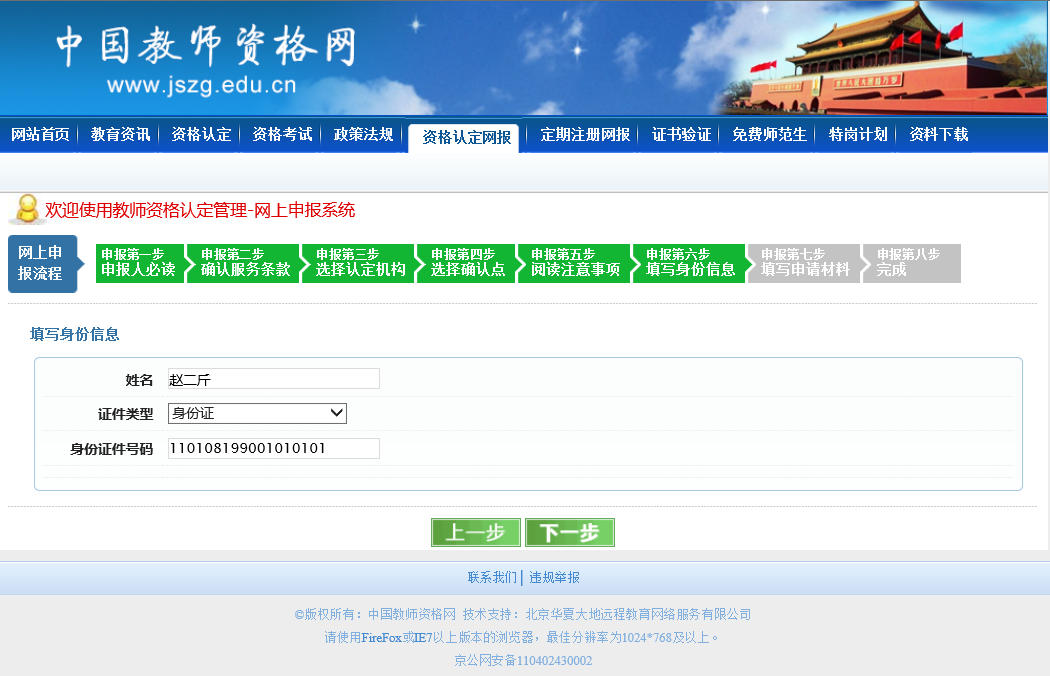 中国教师资格网
www.jszg.edu.cn
网站首页 教育资讯 资格认定 资格考试 政策法规 资格认定网报 定期注册网报 证书验证 免费师范生 特岗计划 资料下载
欢迎使用教师资格认定管理-网上申报系统
网上申
报流程
申报第一步
申报人必读
申报第二步
确认服务条款
申报第三步
选择认定机构
申报第四步
选择确认点
申报第五步
阅读注意事项
申报第六步
填写身份信息
申报第七步
填写申请材料
申报第八步
完成
填写身份信息
姓名 赵二斤
证件类型 身份证
身份证件号码 110108199001010101
上一步 下一步
联系我们 | 违规举报
©版权所有：中国教师资格网 技术支持：北京华夏大地远程教育网络服务有限公司
请使用FireFox或IE7以上版本的浏览器，最佳分辨率为1024*768及以上。
京公网安备110402430002